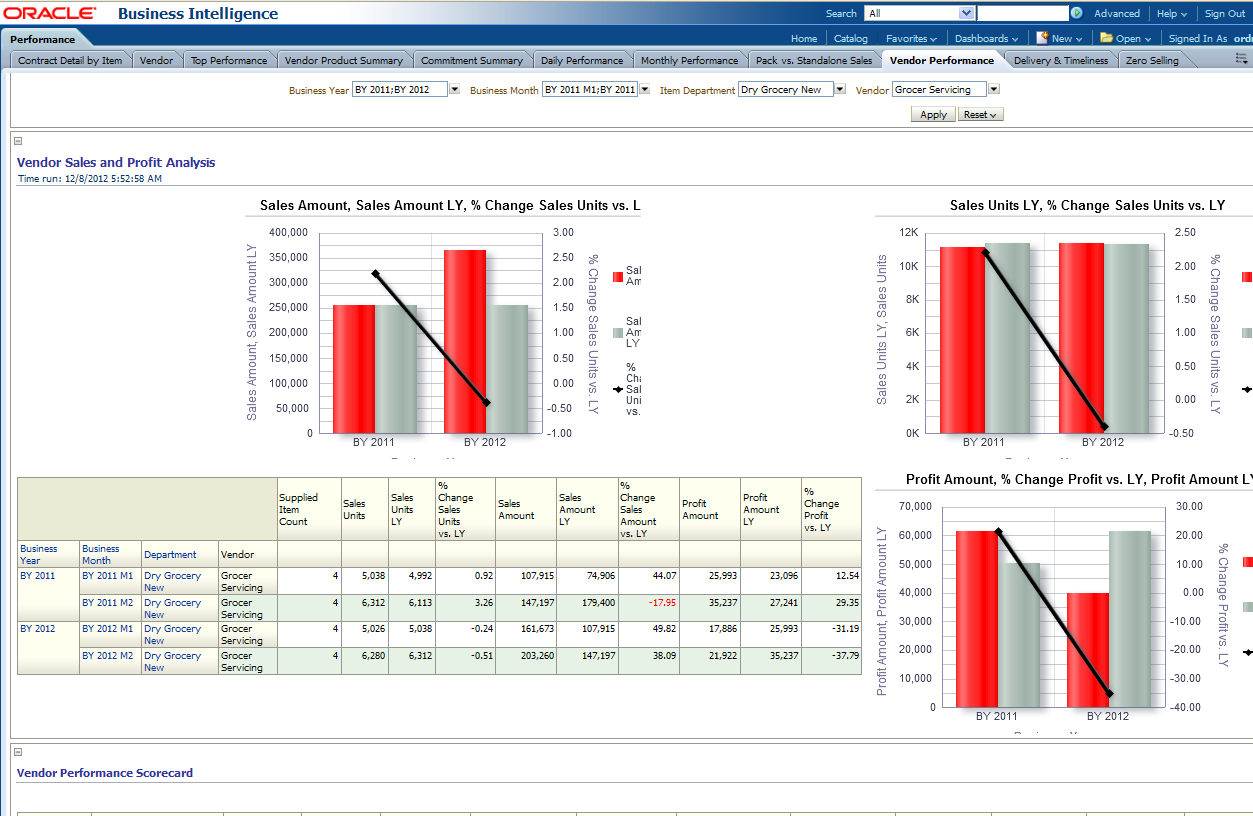 ORACLE Business Intelligence
Search All Advanced Help Sign Out
Performance
Home Catalog Favorites Dashboards New Open Signed In As ord
Contract Detail by Item Vendor Top Performance Vendor Product Summary Commitment Summary Daily Performance Monthly Performance Pack vs. Standalone Sales Vendor Performance Delivery & Timeliness Zero Selling
Business Year BY 2011;BY 2012 Business Month BY 2011 M1;BY 2011 Item Department Dry Grocery New Vendor Grocer Servicing
Apply Reset
Vendor Sales and Profit Analysis
Time run: 12/8/2012 5:52:58 AM
Sales Amount, Sales Amount LY, % Change Sales Units vs. L
Sales Amount, Sales Amount LY
400,000
350,000
300,000
250,000
200,000
150,000
100,000
50,000
0
3.00
2.50
2.00
1.50
1.00
0.50
0.00
-0.50
-1.00
% Change Sales Units vs. LY
BY 2011 BY 2012
Sal
Am
Sal
Am
LY
%
Cha
Sal
Uni
vs.
Sales Units LY, % Change Sales Units vs. LY
Sales Units LY, Sales Units
12K
10K
8K
6K
4K
2K
0K
2.50
2.00
1.50
1.00
0.50
0.00
-0.50
% Change Sales Units vs. LY
BY 2011 BY 2012
Supplied Item Count Sales Units Sales Units LY % Change Sales Units vs. LY Sales Amount Sales Amount LY % Change Sales Amount vs. LY Profit Amount Profit Amount LY % Change Profit vs. LY
Business Year Business Month Department Vendor
BY 2011 BY 2011 M1 Dry Grocery New Grocer Servicing 4 5,038 4,992 0.92 107,915 74,906 44.07 25,993 23,096 12.54
BY 2011 M2 Dry Grocery New Grocer Servicing 4 6,312 6,113 3.26 147,197 179,400 -17.95 35,237 27,241 29.35
BY 2012 BY 2012 M1 Dry Grocery New Grocer Servicing 4 5,026 5,038 -0.24 161,673 107,915 49.82 17,886 25,993 -31.19
BY 2012 M2 Dry Grocery New Grocer Servicing 4 6,280 6,312 -0.51 203,260 147,197 38.09 21,922 35,237 -37.79
Profit Amount, % Change Profit vs. LY, Profit Amount LY
Profit Amount, Profit Amount LY
70,000
60,000
50,000
40,000
30,000
20,000
10,000
0
30.00
20.00
10.00
0.00
-10.00
-20.00
-30.00
-40.00
% Change Profit vs. LY
BY 2011 BY 2012
Vendor Performance Scorecard